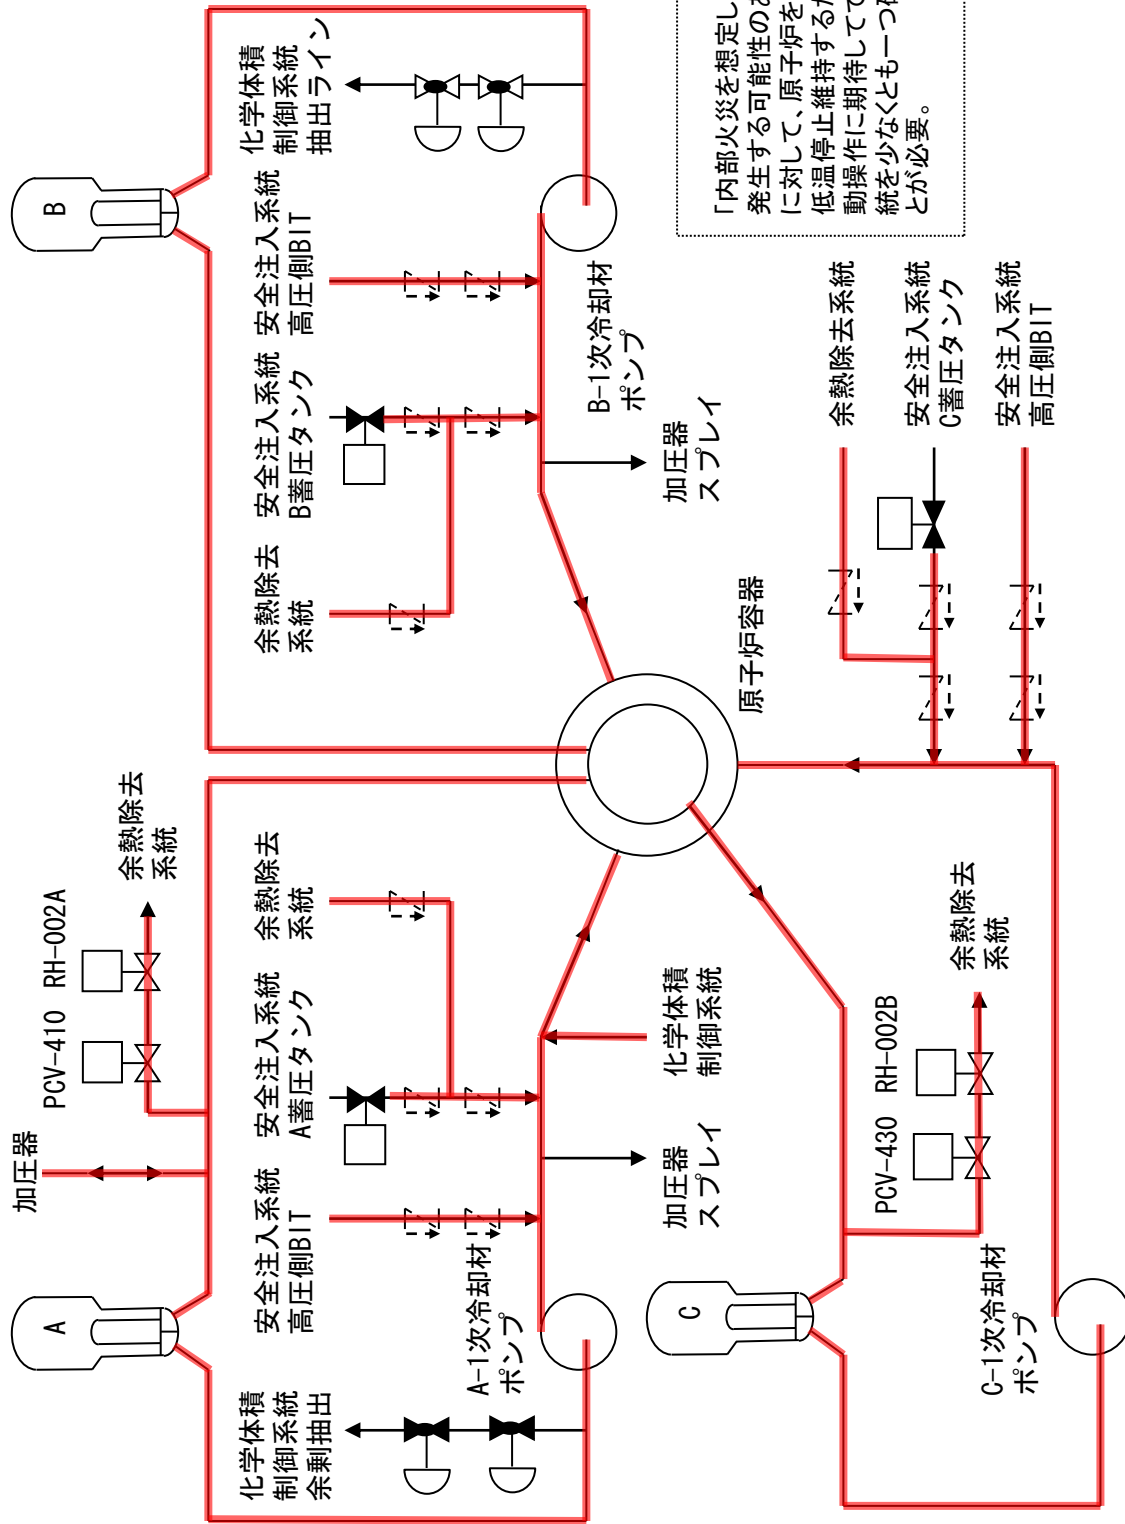 加圧器
A
化学体積
制御系統
余剰抽出
安全注入系統
高圧側BIT
安全注入系統
A蓄圧タンク
余熱除去
系統
PCV-410
RH-002A
余熱除去
系統
A-1次冷却材
ポンプ
加圧器
スプレイ
化学体積
制御系統
B
余熱除去
系統
安全注入系統
B蓄圧タンク
安全注入系統
高圧側BIT
化学体積
制御系統
抽出ライン
B-1次冷却材
ポンプ
加圧器
スプレイ
原子炉容器
C
C-1次冷却材
ポンプ
PCV-430
RH-002B
余熱除去
系統
余熱除去系統
安全注入系統
C蓄圧タンク
安全注入系統
高圧側BIT
「内部火災を想定し
発生する可能性の
に対して、原子炉を
低温停止維持する
動操作に期待して
統を少なくとも一つ
とが必要。